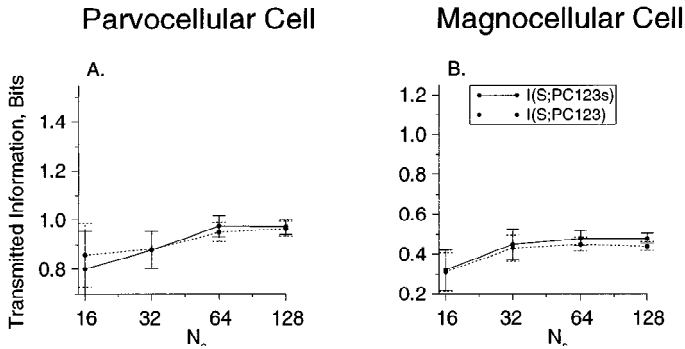 Parvocellular Cell
Magnocellular Cell
A.
B.
Transmitted Information, Bits
1.4
1.2
1.0
0.8
16
32
64
128
1.2
1.0
0.8
0.6
0.4
0.2
16
32
64
128
I(S;PC123s)
I(S;PC123)